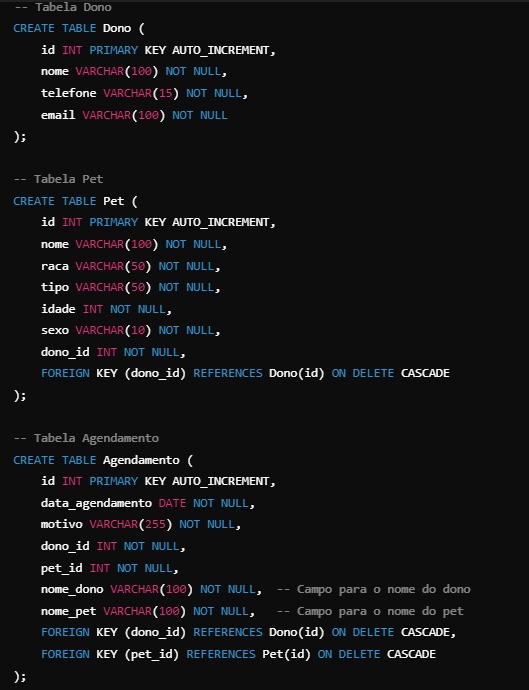 -- Tabela Dono
CREATE TABLE Dono (
    id INT PRIMARY KEY AUTO_INCREMENT,
    nome VARCHAR(100) NOT NULL,
    telefone VARCHAR(15) NOT NULL,
    email VARCHAR(100) NOT NULL
);

-- Tabela Pet
CREATE TABLE Pet (
    id INT PRIMARY KEY AUTO_INCREMENT,
    nome VARCHAR(100) NOT NULL,
    raca VARCHAR(50) NOT NULL,
    tipo VARCHAR(50) NOT NULL,
    idade INT NOT NULL,
    sexo VARCHAR(10) NOT NULL,
    dono_id INT NOT NULL,
    FOREIGN KEY (dono_id) REFERENCES Dono(id) ON DELETE CASCADE
);

-- Tabela Agendamento
CREATE TABLE Agendamento (
    id INT PRIMARY KEY AUTO_INCREMENT,
    data_agendamento DATE NOT NULL,
    motivo VARCHAR(255) NOT NULL,
    dono_id INT NOT NULL,
    pet_id INT NOT NULL,
    nome_dono VARCHAR(100) NOT NULL,  -- Campo para o nome do dono
    nome_pet VARCHAR(100) NOT NULL,   -- Campo para o nome do pet
    FOREIGN KEY (dono_id) REFERENCES Dono(id) ON DELETE CASCADE,
    FOREIGN KEY (pet_id) REFERENCES Pet(id) ON DELETE CASCADE
);